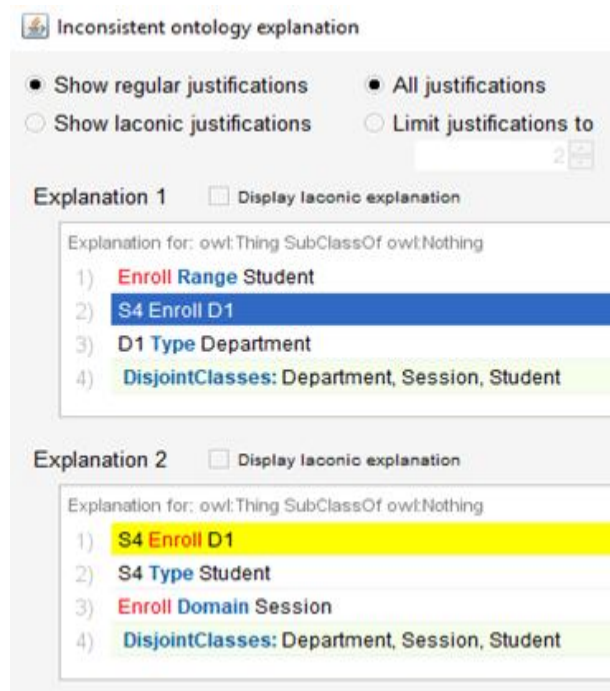 Inconsistent ontology explanation
Show regular justifications All justifications
Show laconic justifications Limit justifications to
2
Explanation 1 Display laconic explanation
Explanation for: owl:Thing SubClassOf owl:Nothing
1) Enroll Range Student
2) S4 Enroll D1
3) D1 Type Department
4) DisjointClasses: Department, Session, Student
Explanation 2 Display laconic explanation
Explanation for: owl:Thing SubClassOf owl:Nothing
1) S4 Enroll D1
2) S4 Type Student
3) Enroll Domain Session
4) DisjointClasses: Department, Session, Student